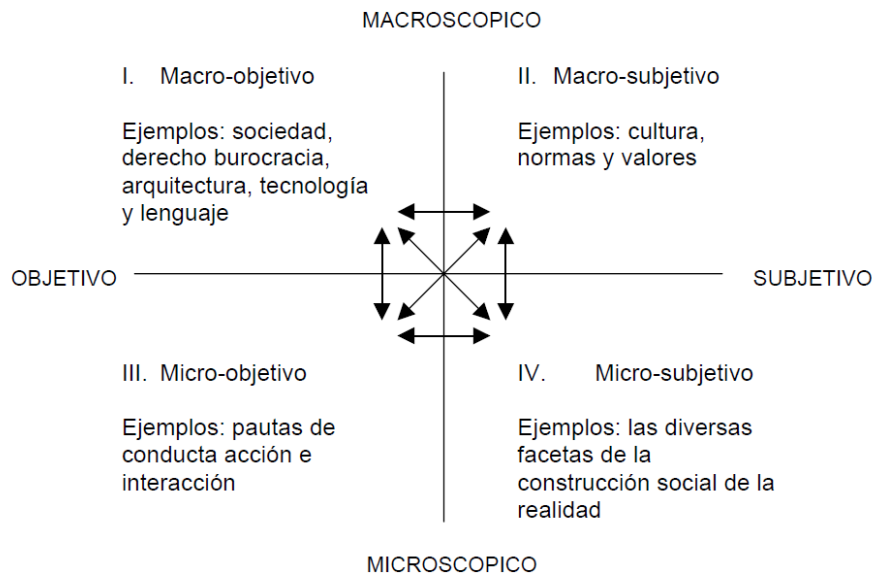 MACROSCOPICO
I. Macro-objetivo
Ejemplos: sociedad,
derecho burocracia,
arquitectura, tecnología
y lenguaje
II. Macro-subjetivo
Ejemplos: cultura,
normas y valores
OBJETIVO
SUBJETIVO
III. Micro-objetivo
Ejemplos: pautas de
conducta acción e
interacción
IV. Micro-subjetivo
Ejemplos: las diversas
facetas de la
construcción social de la
realidad
MICROSCOPICO